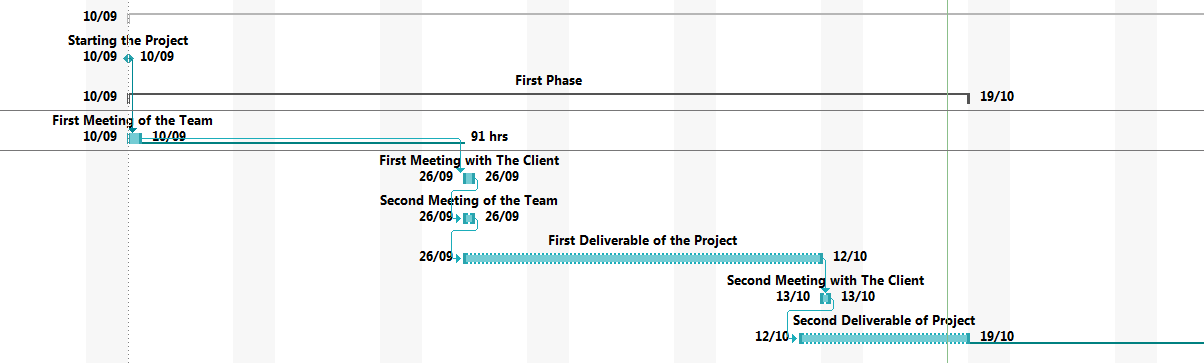 10/09
Starting the Project
10/09 10/09
First Phase
10/09 19/10
First Meeting of the Team
10/09 10/09 91 hrs
First Meeting with The Client
26/09 26/09
Second Meeting of the Team
26/09 26/09
First Deliverable of the Project
26/09 12/10
Second Meeting with The Client
13/10 13/10
Second Deliverable of Project
12/10 19/10